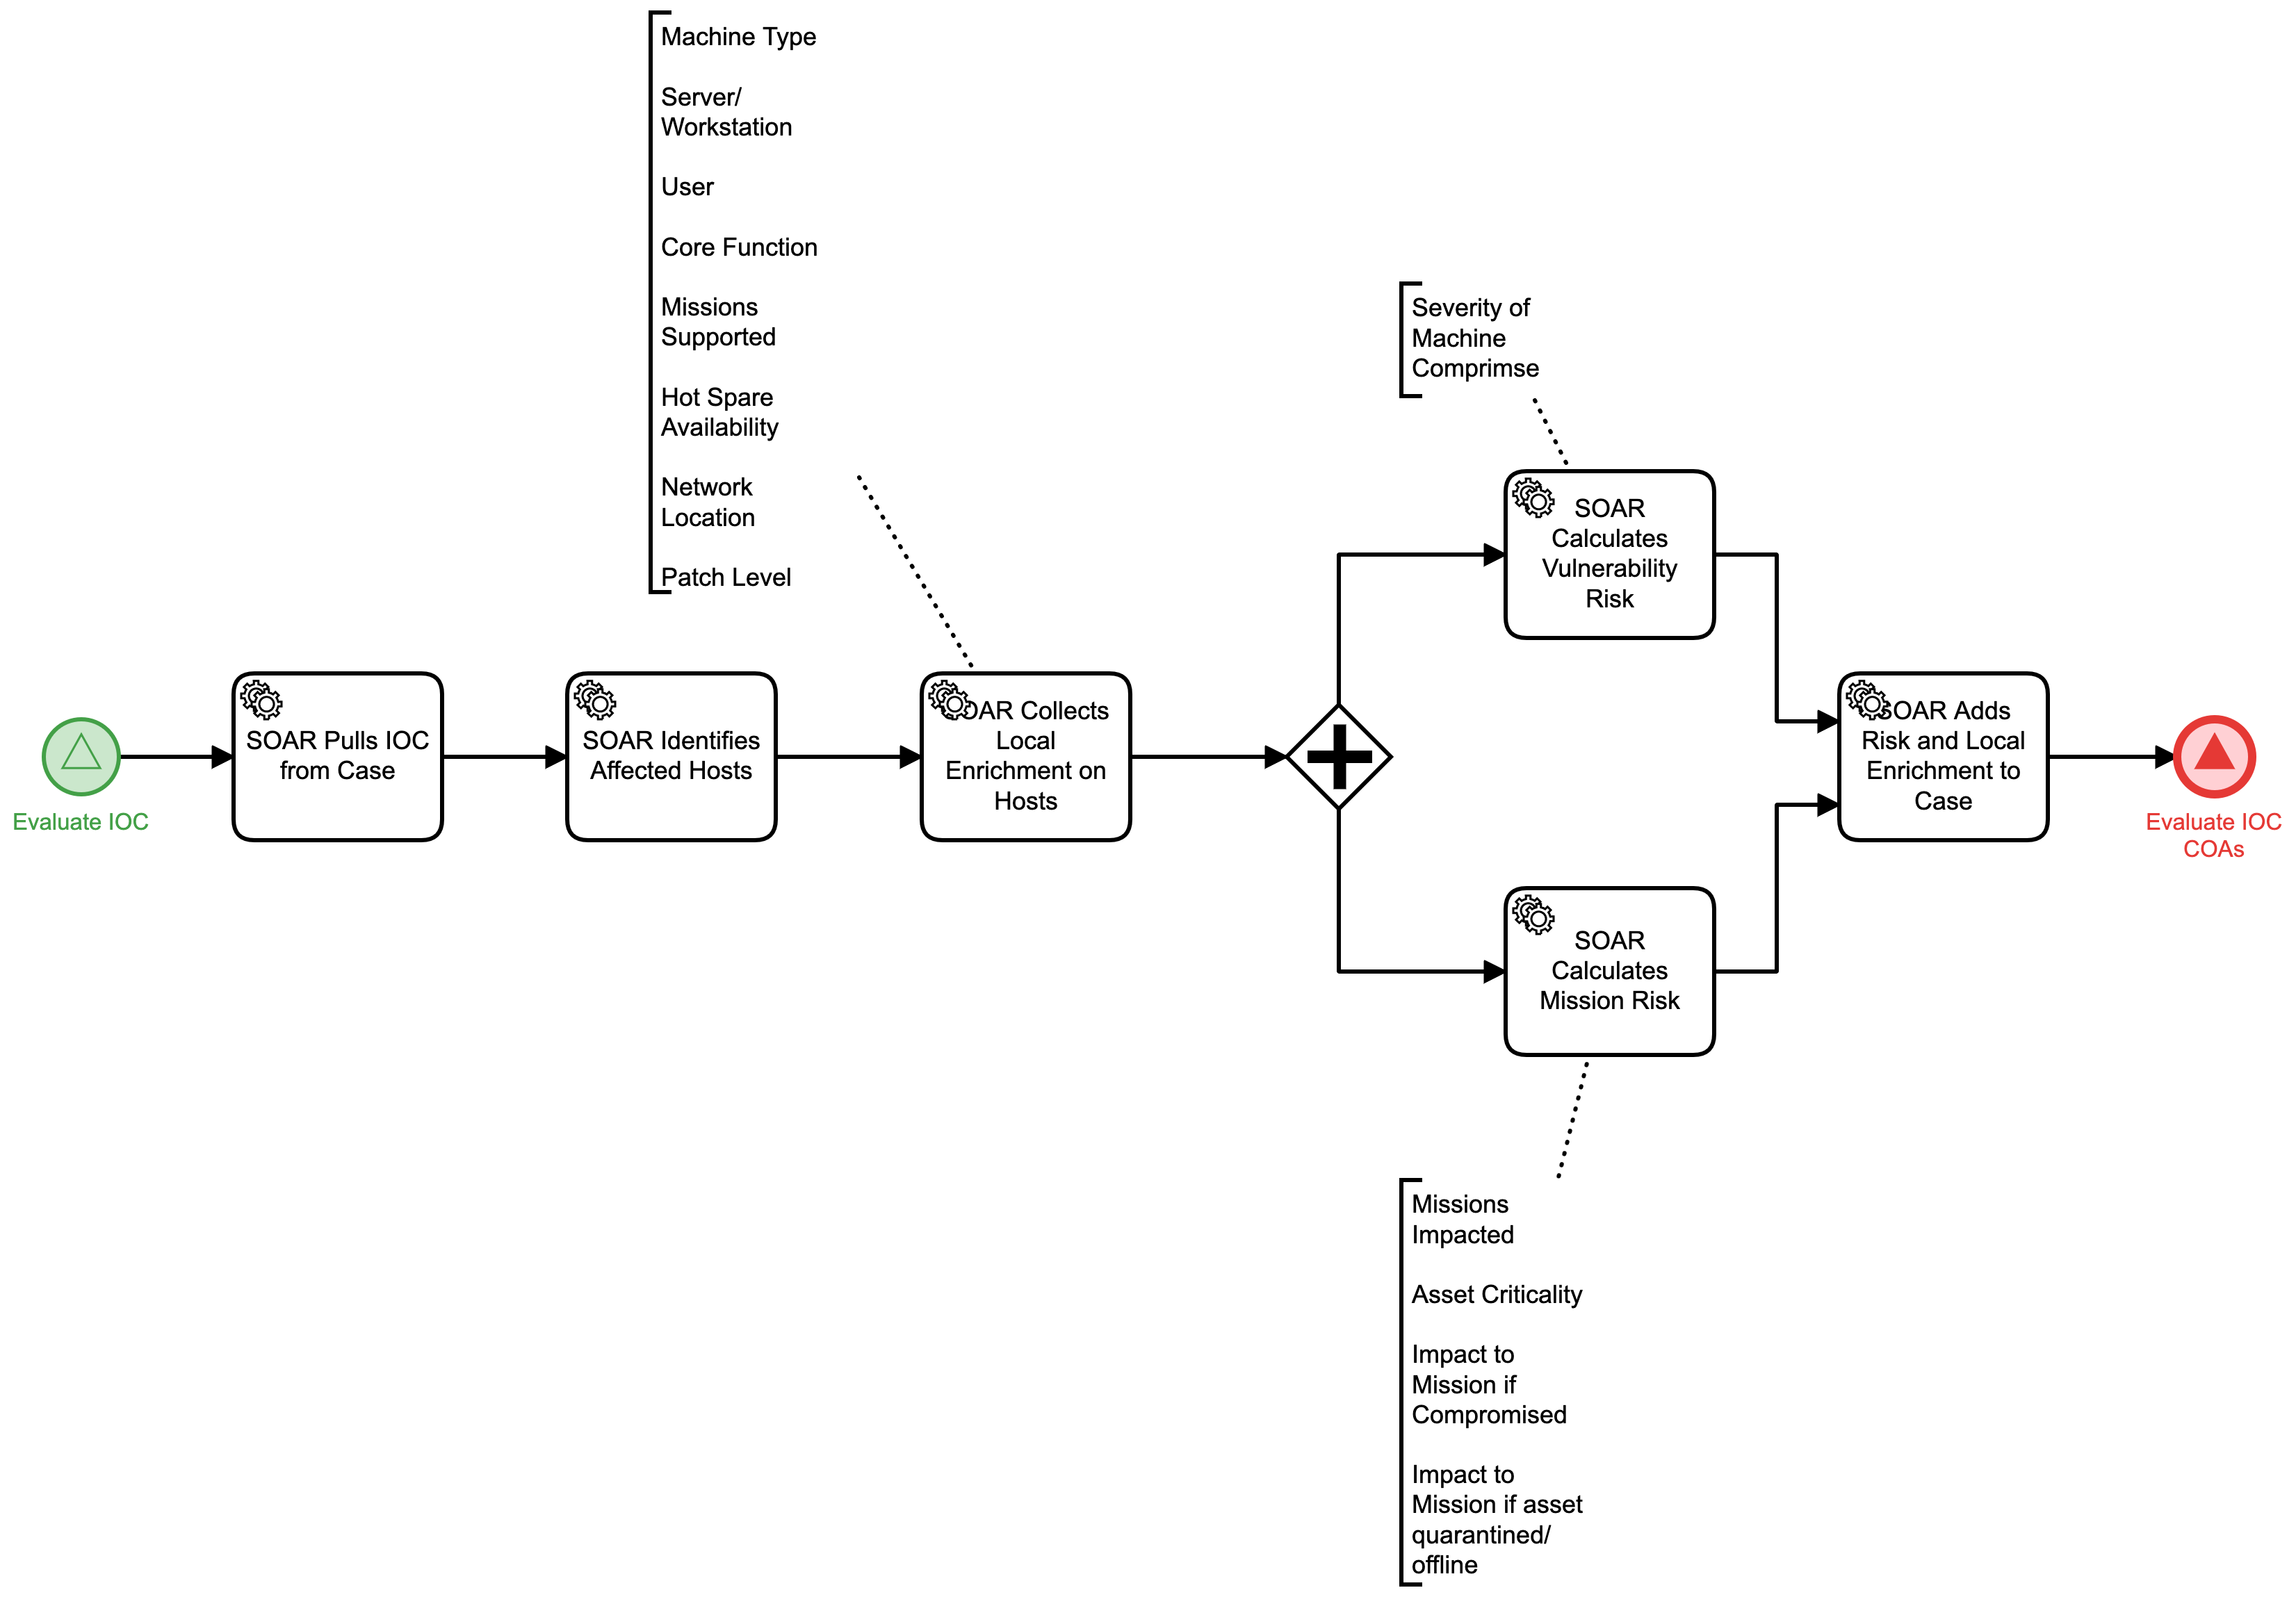 Machine Type
Server/
Workstation
User
Core Function
Missions
Supported
Hot Spare
Availability
Network
Location
Patch Level
Severity of
Machine
Comprimse
SOAR
Calculates
Vulnerability
Risk
Evaluate IOC
SOAR Pulls IOC
from Case
SOAR Identifies
Affected Hosts
SOAR Collects
Local
Enrichment on
Hosts
SOAR Adds
Risk and Local
Enrichment to
Case
Evaluate IOC
COAs
SOAR
Calculates
Mission Risk
Missions
Impacted
Asset Criticality
Impact to
Mission if
Compromised
Impact to
Mission if asset
quarantined/
offline